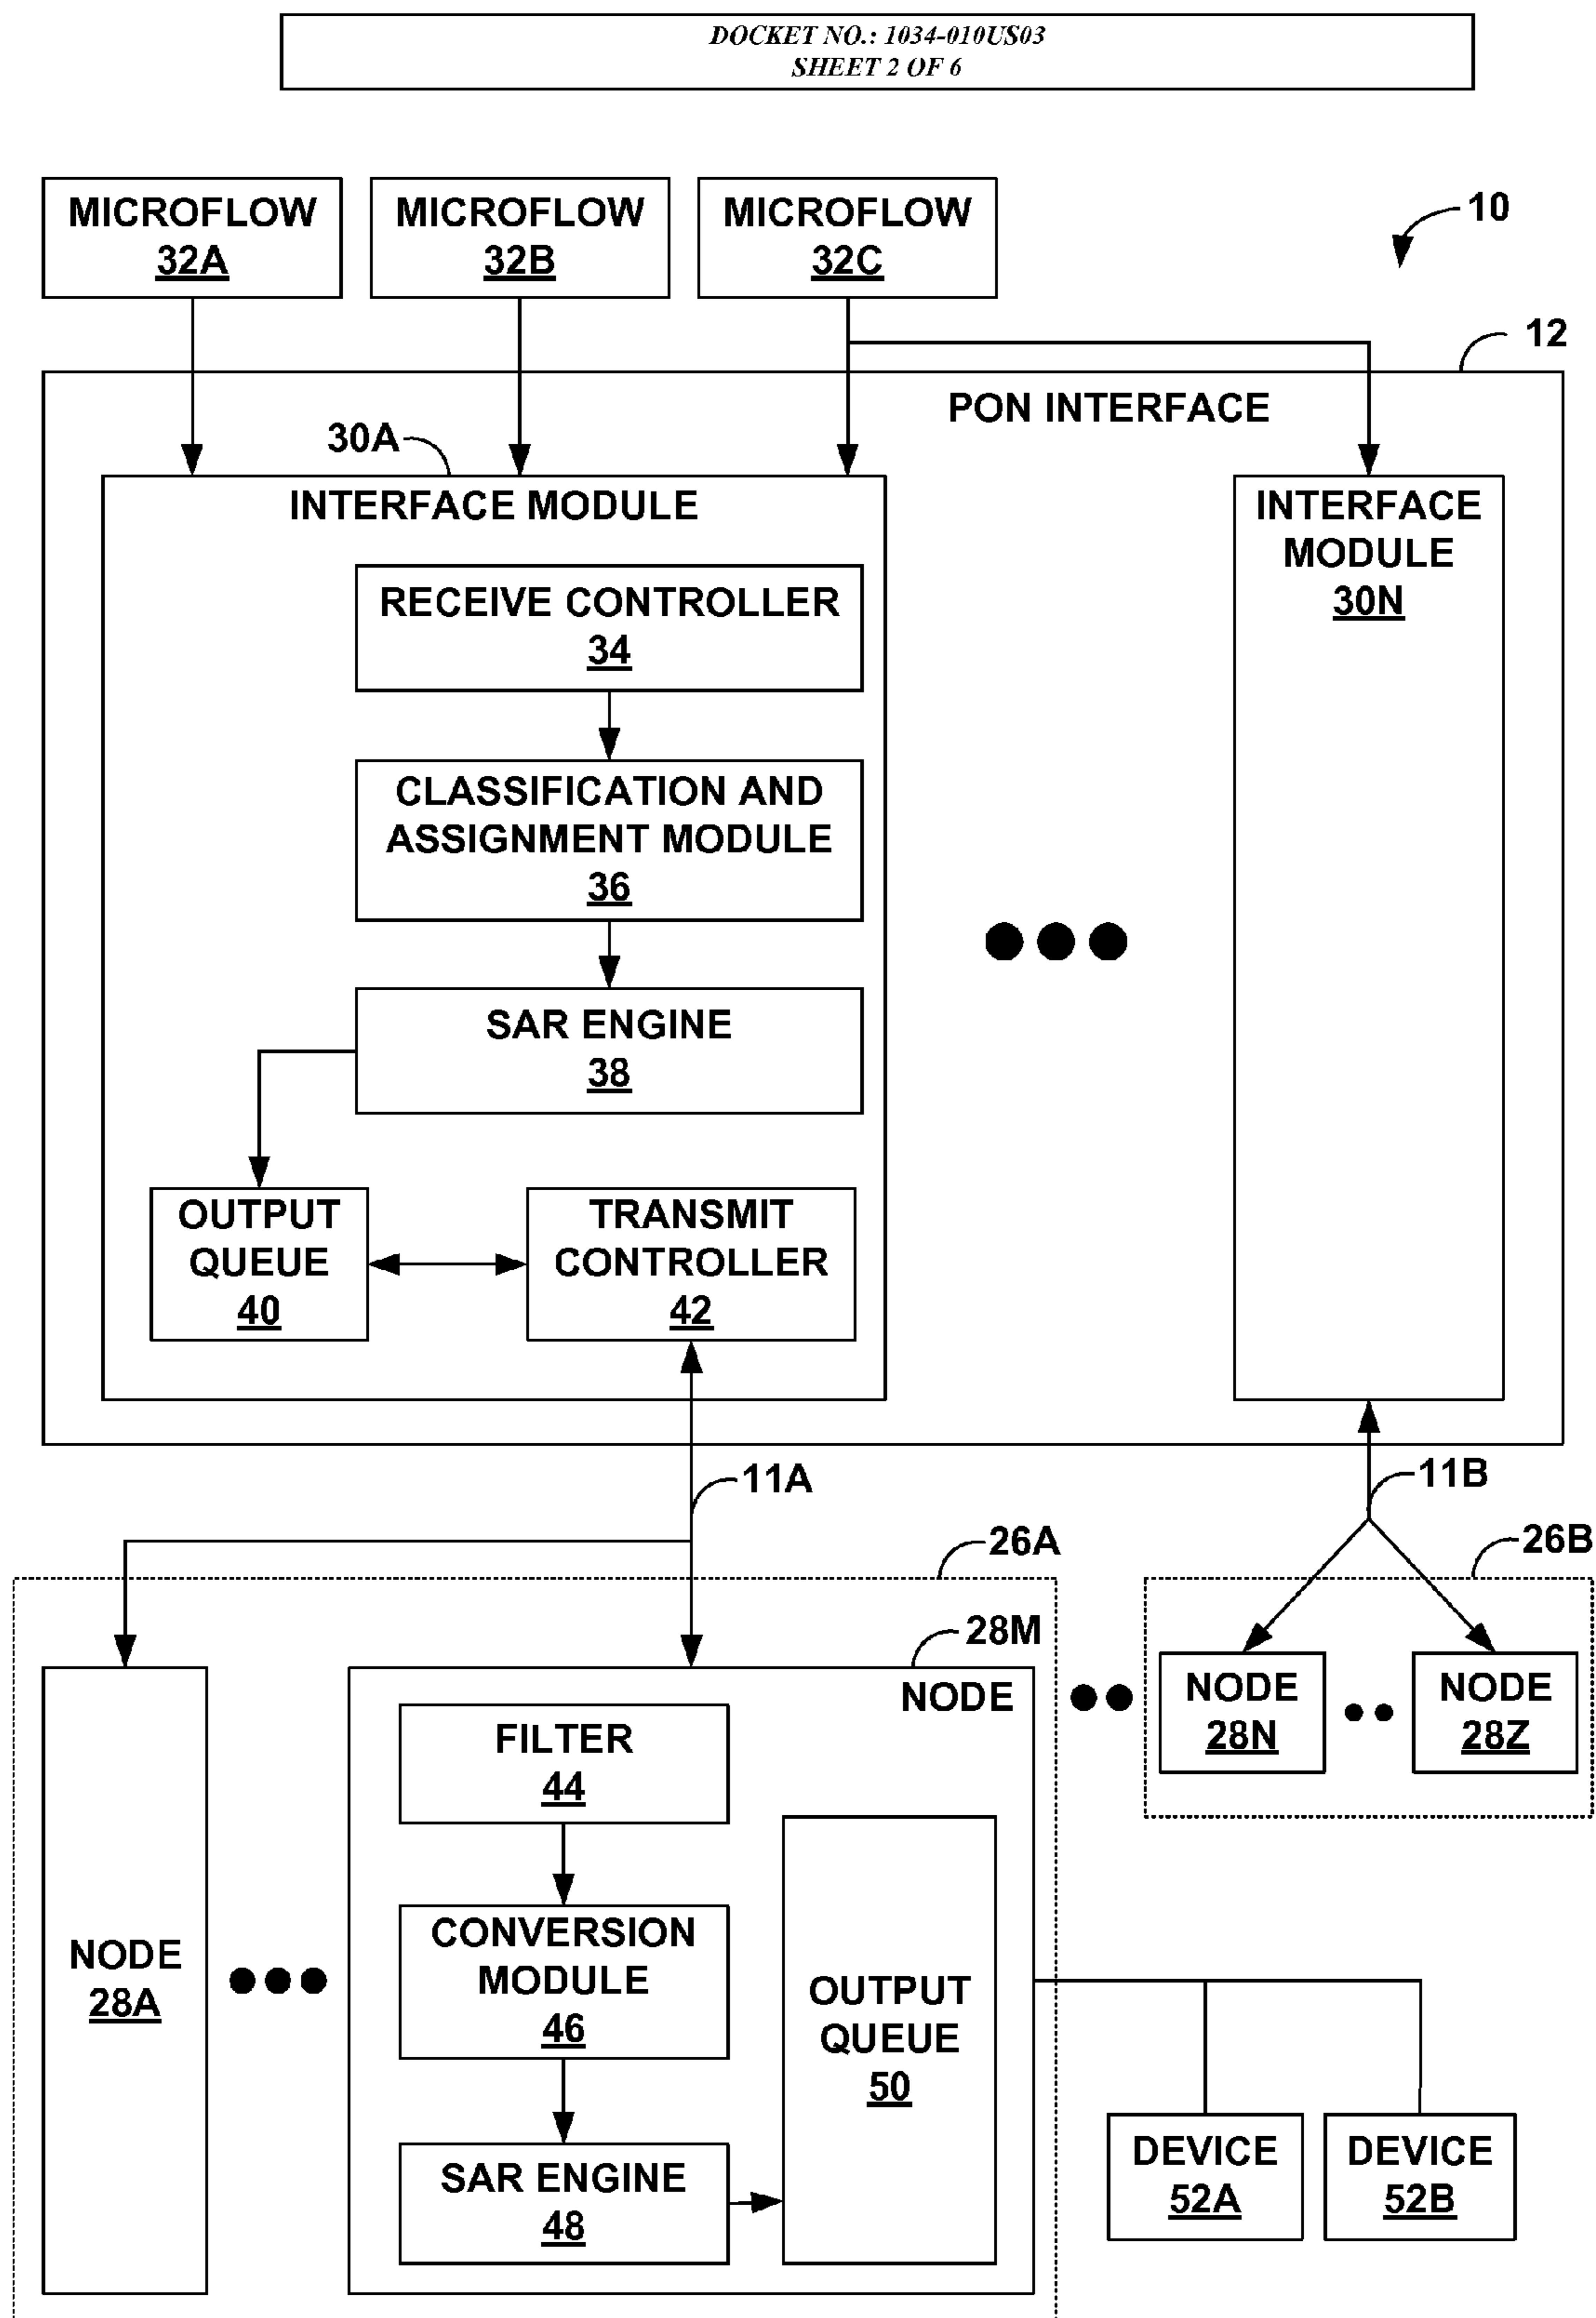 DOCKET NO.: 1034-010US03
SHEET 2 OF 6
MICROFLOW
32A
MICROFLOW
32B
MICROFLOW
32C
10
12
PON INTERFACE
30A
INTERFACE MODULE
INTERFACE
MODULE
30N
RECEIVE CONTROLLER
34
CLASSIFICATION AND
ASSIGNMENT MODULE
36
SAR ENGINE
38
OUTPUT
QUEUE
40
TRANSMIT
CONTROLLER
42
11A
11B
26A
26B
28M
NODE
NODE
28N
NODE
28Z
FILTER
44
CONVERSION
MODULE
46
NODE
28A
OUTPUT
QUEUE
50
SAR ENGINE
48
DEVICE
52A
DEVICE
52B